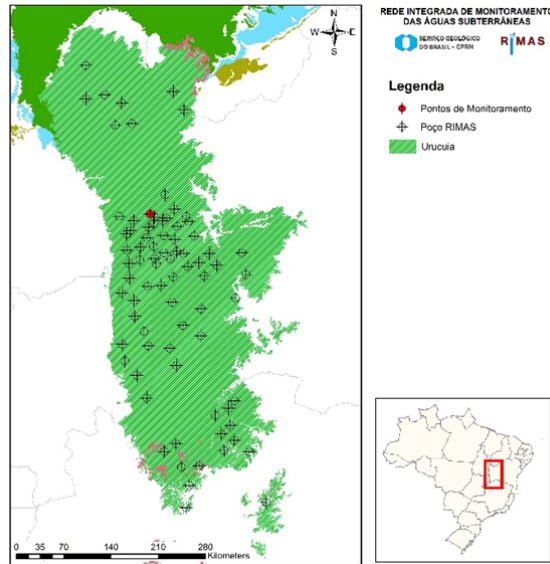 REDE INTEGRADA DE MONITORAMENTO
DAS ÁGUAS SUBTERRÂNEAS
SERVIÇO GEOLÓGICO
DO BRASIL – CPRM
RIMAS
N
W E
S
Legenda
Pontos de Monitoramento
Poço RIMAS
Urucuia
0 35 70 140 210 280
Kilometers